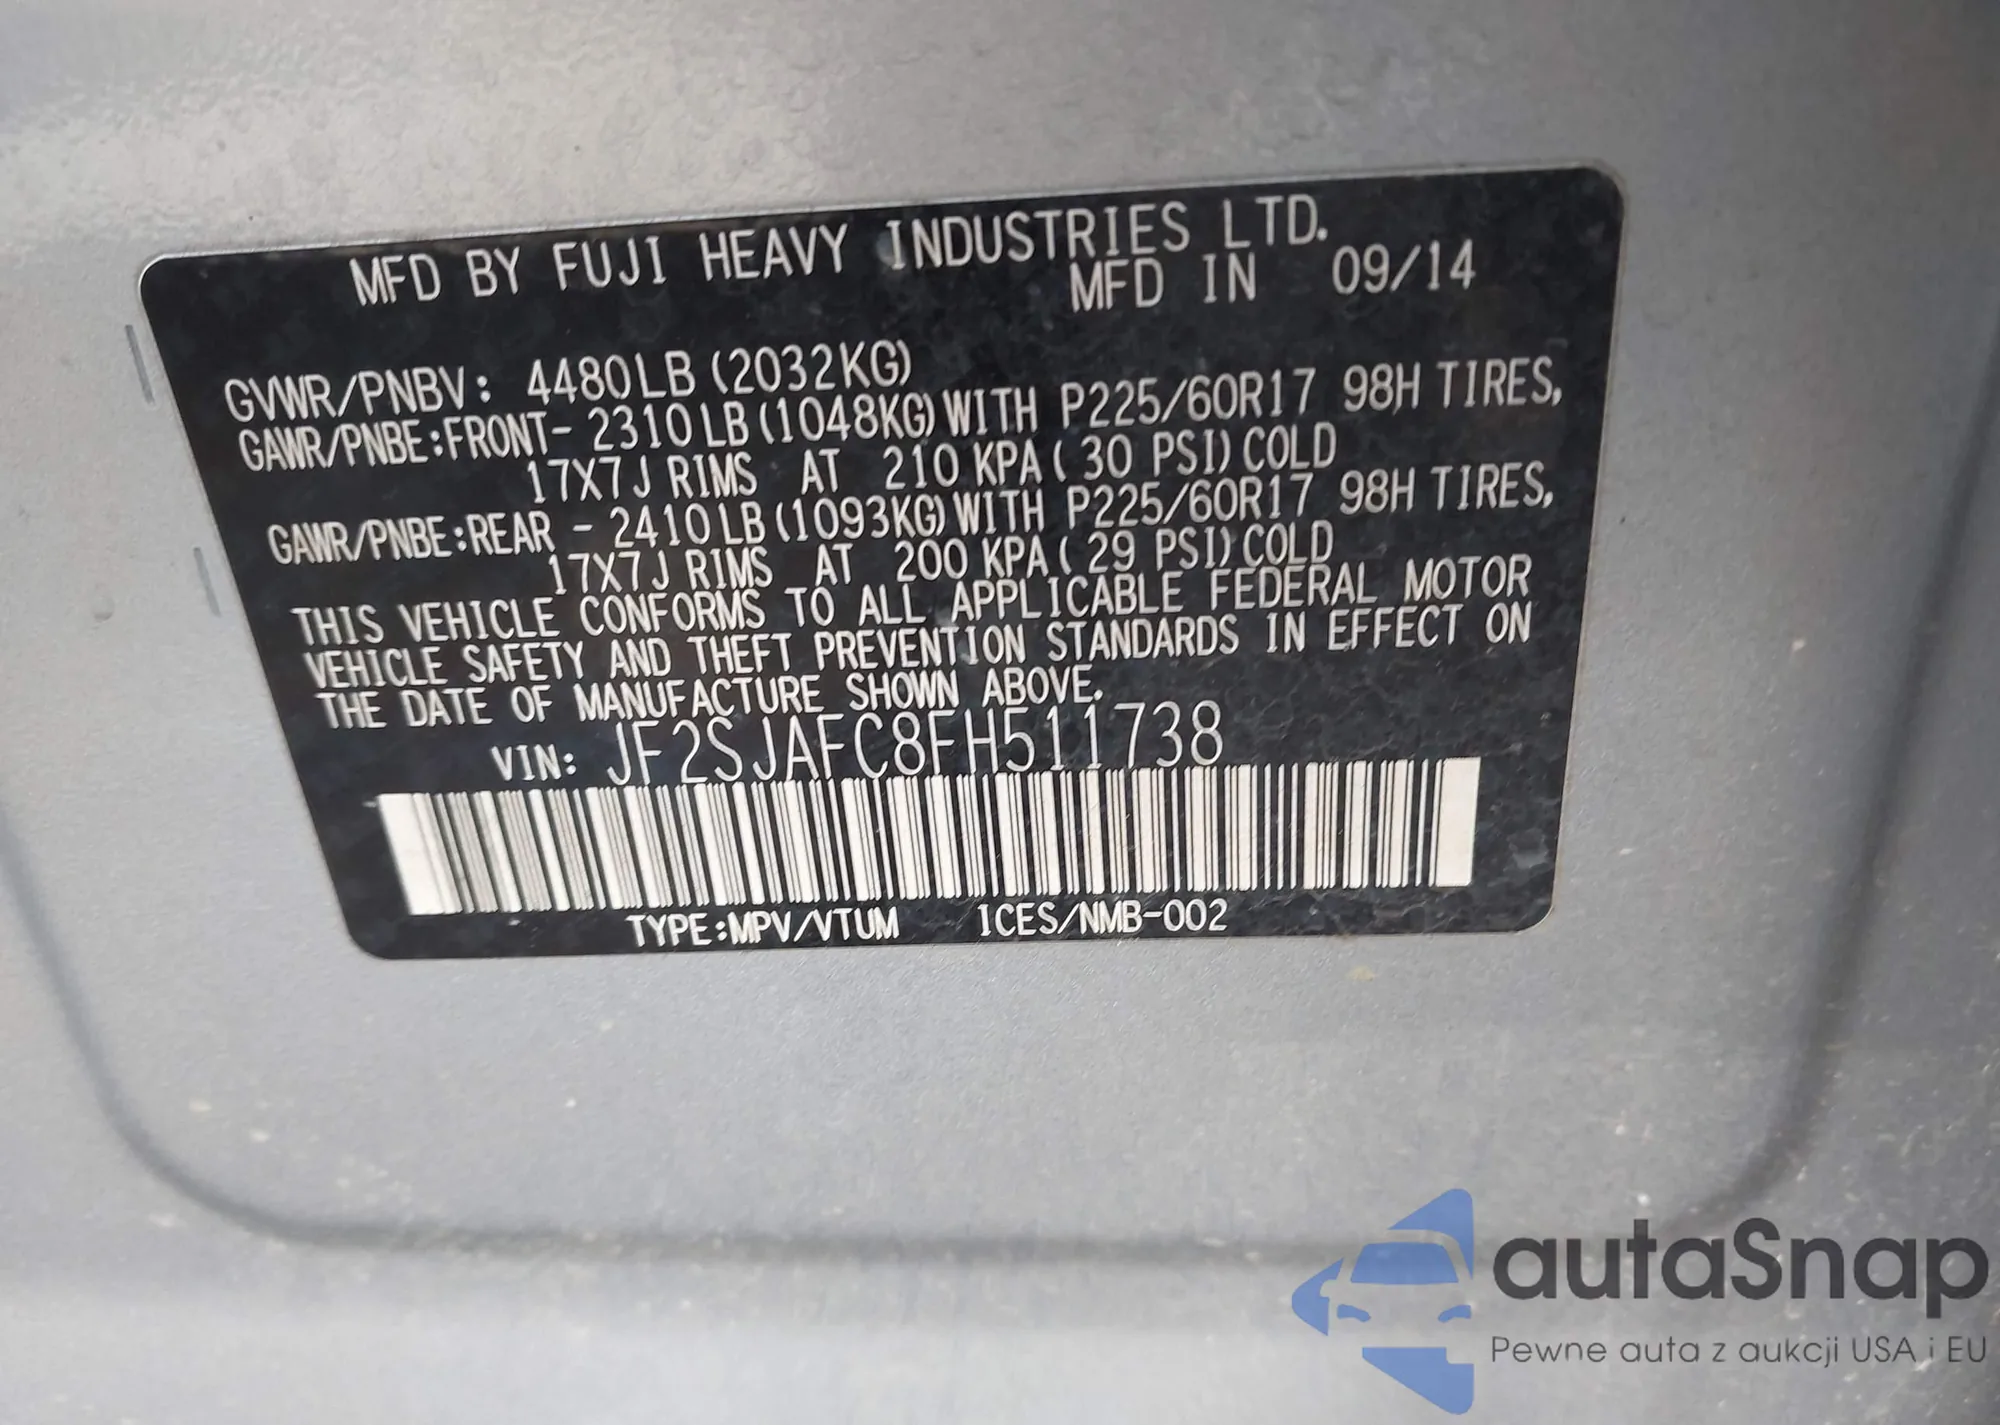 MFD BY FUJI HEAVY INDUSTRIES LTD.
MFD IN 09/14
GVWR/PNBV: 4480LB (2032KG)
GAWR/PNBE:FRONT- 2310LB (1048KG) WITH P225/60R17 98H TIRES,
17X7J RIMS AT 210 KPA ( 30 PSI) COLD
GAWR/PNBE:REAR - 2410LB (1093KG) WITH P225/60R17 98H TIRES,
17X7J RIMS AT 200 KPA ( 29 PSI) COLD
THIS VEHICLE CONFORMS TO ALL APPLICABLE FEDERAL MOTOR
VEHICLE SAFETY AND THEFT PREVENTION STANDARDS IN EFFECT ON
THE DATE OF MANUFACTURE SHOWN ABOVE.
VIN: JF2SJAFC8FH511738
TYPE:MPV/VTUM ICES/NMB-002
autaSnap
Pewne auta z aukcji USA i EU